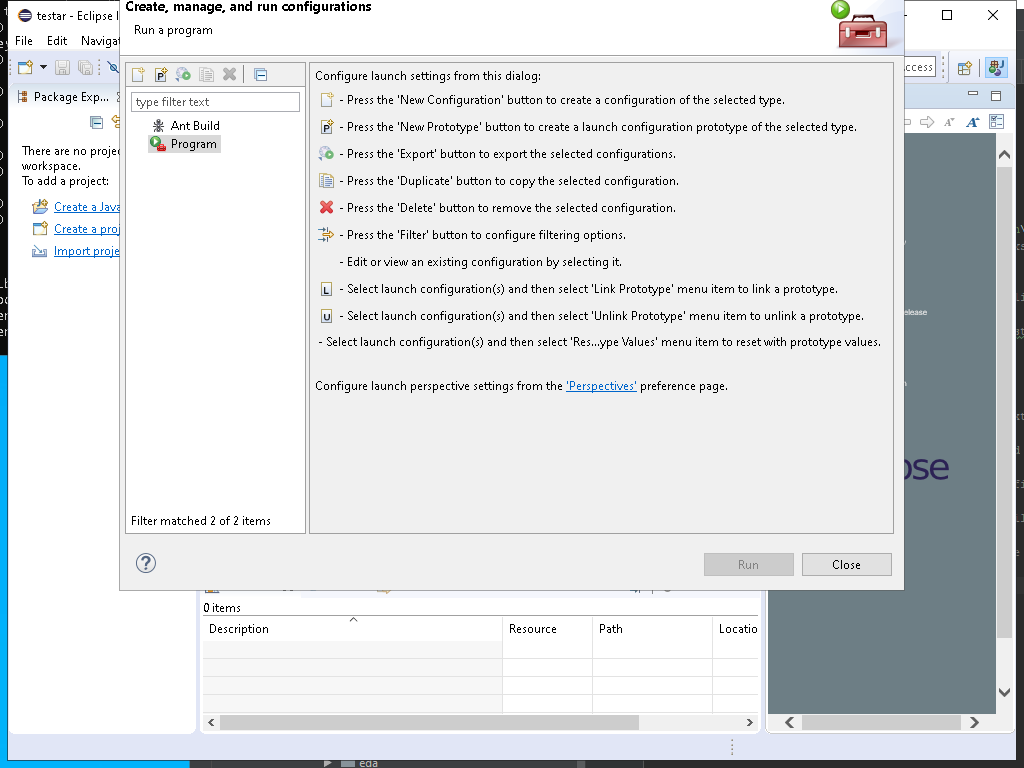 testar - Eclipse I
Create, manage, and run configurations
Run a program
File Edit Navigat
ccess
Package Exp...
type filter text
Ant Build
Program
Filter matched 2 of 2 items
There are no projec
workspace.
To add a project:
Create a Java
Create a proj
Import proje
Configure launch settings from this dialog:
- Press the 'New Configuration' button to create a configuration of the selected type.
- Press the 'New Prototype' button to create a launch configuration prototype of the selected type.
- Press the 'Export' button to export the selected configurations.
- Press the 'Duplicate' button to copy the selected configuration.
- Press the 'Delete' button to remove the selected configuration.
- Press the 'Filter' button to configure filtering options.
- Edit or view an existing configuration by selecting it.
- Select launch configuration(s) and then select 'Link Prototype' menu item to link a prototype.
- Select launch configuration(s) and then select 'Unlink Prototype' menu item to unlink a prototype.
- Select launch configuration(s) and then select 'Res...ype Values' menu item to reset with prototype values.
Configure launch perspective settings from the 'Perspectives' preference page.
elease
ose
Run Close
0 items
Description Resource Path Locatio
eda